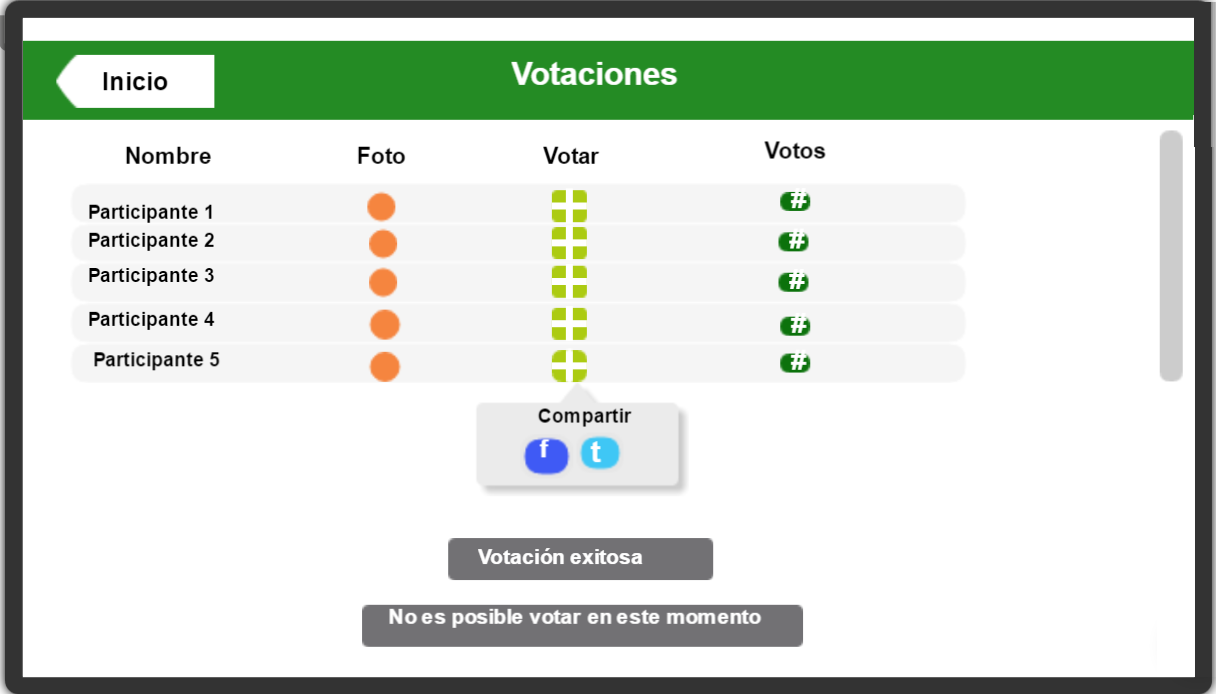 Inicio
Votaciones
Nombre Foto Votar Votos
Participante 1 #
Participante 2 #
Participante 3 #
Participante 4 #
Participante 5 #
Compartir
f t
Votación exitosa
No es posible votar en este momento